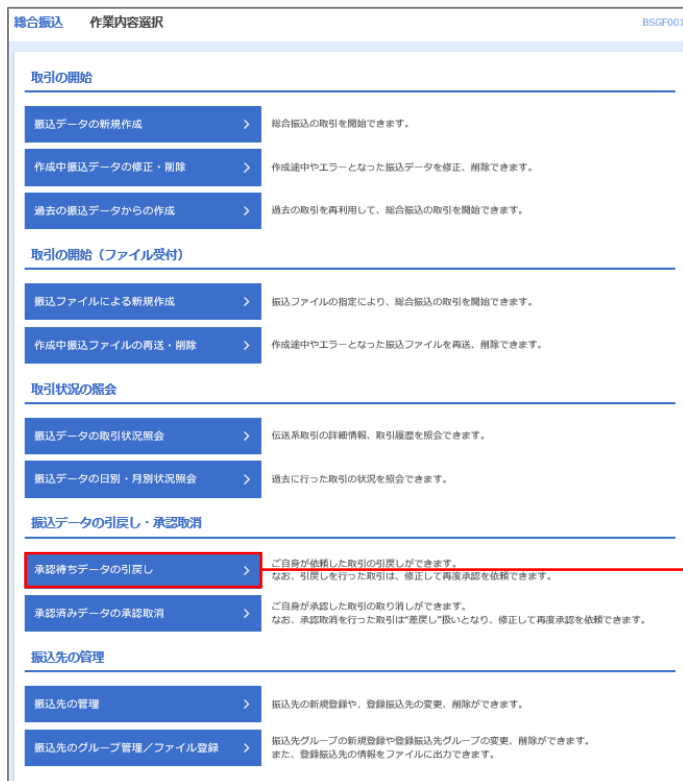 総合振込 作業内容選択 BSGF001
取引の開始
振込データの新規作成 総合振込の取引を開始できます。
作成中振込データの修正・削除 作成途中やエラーとなった振込データを修正、削除できます。
過去の振込データからの作成 過去の取引を再利用して、総合振込の取引を開始できます。
取引の開始（ファイル受付）
振込ファイルによる新規作成 振込ファイルの指定により、総合振込の取引を開始できます。
作成中振込ファイルの再送・削除 作成途中やエラーとなった振込ファイルを再送、削除できます。
取引状況の照会
振込データの取引状況照会 伝送系取引の詳細情報、取引履歴を照会できます。
振込データの日別・月別状況照会 過去に行った取引の状況を照会できます。
振込データの引戻し・承認取消
承認待ちデータの引戻し ご自身が依頼した取引の引戻しができます。
なお、引戻しを行った取引は、修正して再度承認を依頼できます。
承認済みデータの承認取消 ご自身が承認した取引の取り消しができます。
なお、承認取消を行った取引は“差戻し”扱いとなり、修正して再度承認を依頼できます。
振込先の管理
振込先の管理 振込先の新規登録や、登録振込先の変更、削除ができます。
振込先のグループ管理／ファイル登録 振込先グループの新規登録や登録振込先グループの変更、削除ができます。
また、登録振込先の情報をファイルに出力できます。